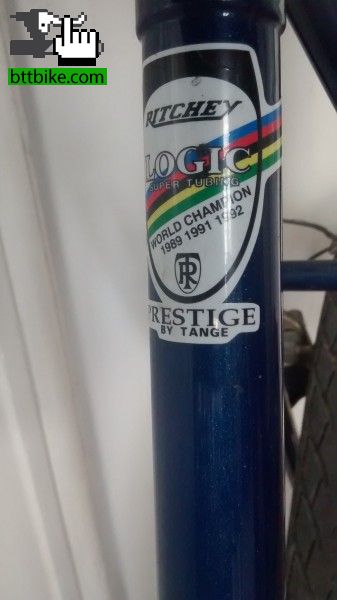 bttbike.com
RITCHEY
LOGIC
SUPER TUBING
WORLD CHAMPION
1989 1991 1992
R
PRESTIGE
BY TANGE